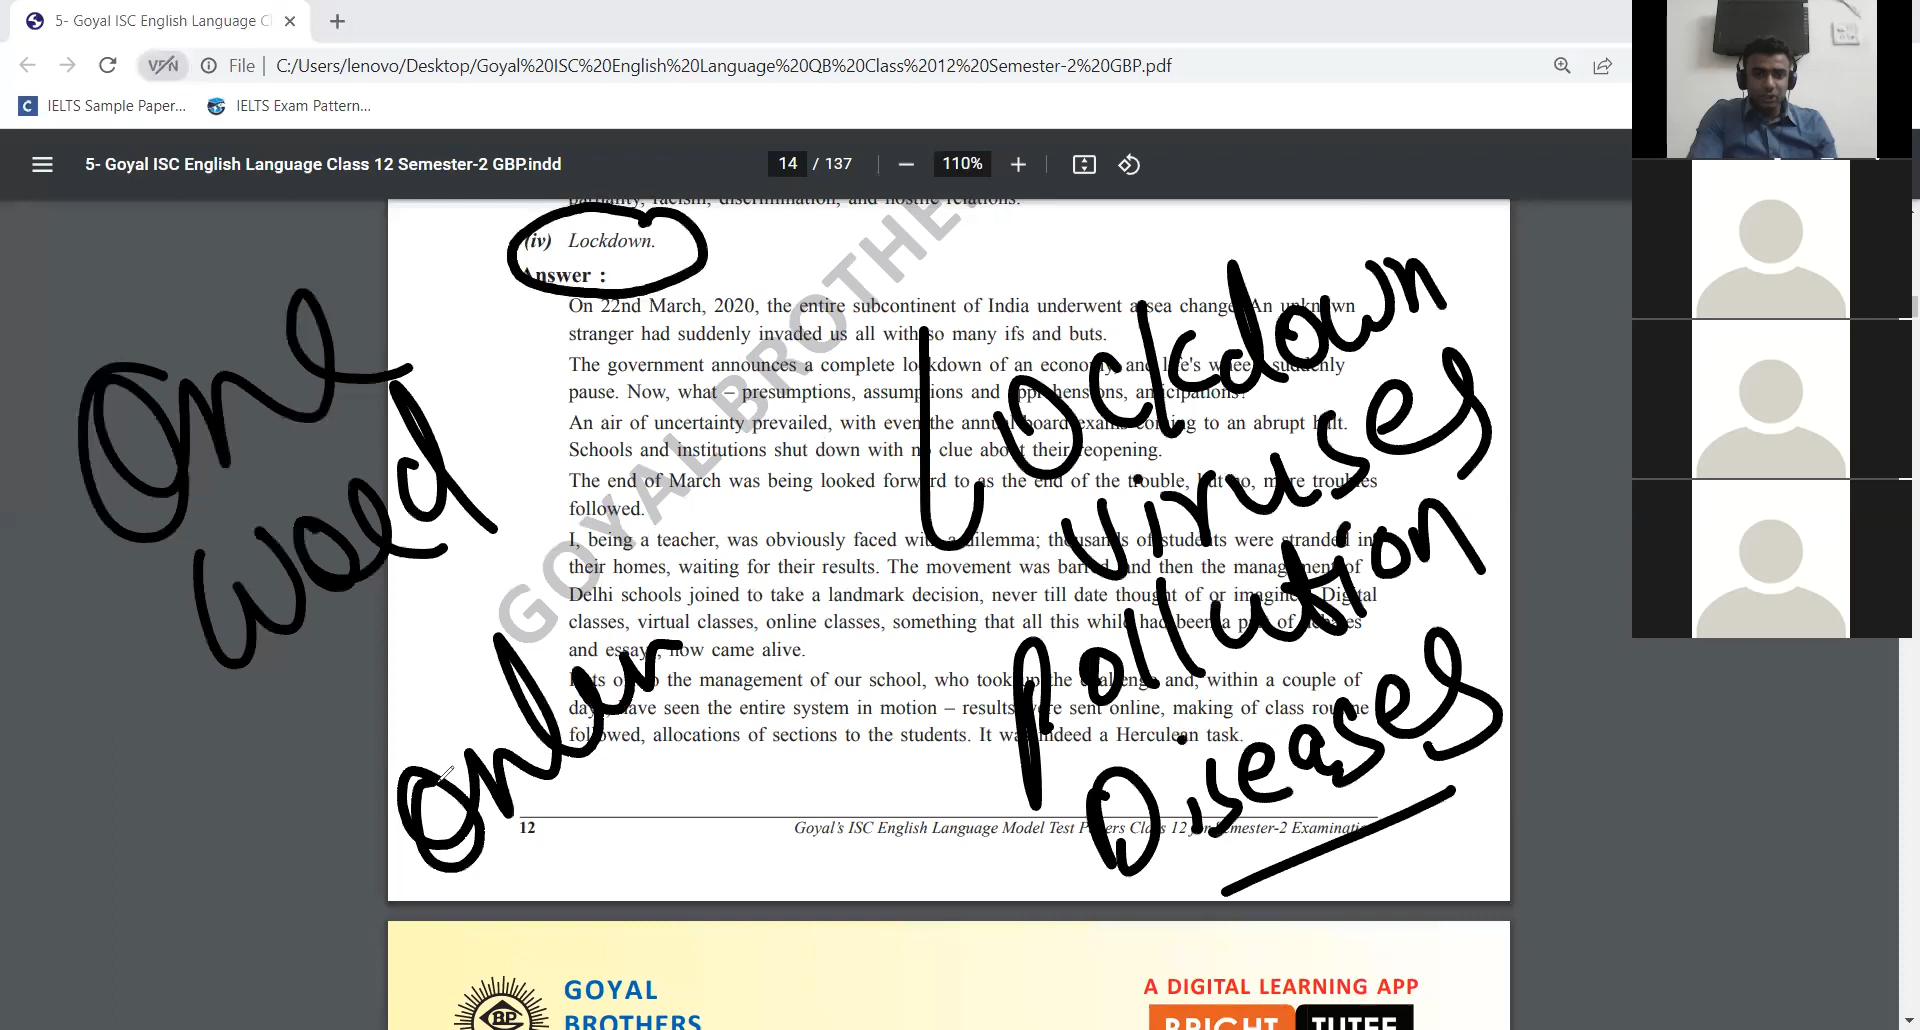 5- Goyal ISC English Language Cl
VPN
File
C:/Users/lenovo/Desktop/Goyal%20ISC%20English%20Language%20QB%20Class%2012%20Semester-2%20GBP.pdf
IELTS Sample Paper...
IELTS Exam Pattern...
5- Goyal ISC English Language Class 12 Semester-2 GBP.indd
14 / 137
110%
partiality, racism, discrimination, and hostile relations.
(iv) Lockdown.
Answer :
On 22nd March, 2020, the entire subcontinent of India underwent a sea change. An unknown
stranger had suddenly invaded us all with so many ifs and buts.
The government announces a complete lockdown of an economy, and life's wheel suddenly
pause. Now, what – presumptions, assumptions and apprehensions, anticipations?
An air of uncertainty prevailed, with even the annual board exams coming to an abrupt halt.
Schools and institutions shut down with no clue about their reopening.
The end of March was being looked forward to as the end of the trouble, but no, more troubles
followed.
I, being a teacher, was obviously faced with a dilemma; thousands of students were stranded in
their homes, waiting for their results. The movement was barred, and then the management of
Delhi schools joined to take a landmark decision, never till date thought of or imagined. Digital
classes, virtual classes, online classes, something that all this while had been a part of debates
and essays, now came alive.
Hats off to the management of our school, who took up the challenge and, within a couple of
days, have seen the entire system in motion – results were sent online, making of class routine
followed, allocations of sections to the students. It was indeed a Herculean task.
12
Goyal's ISC English Language Model Test Papers Class 12 for Semester-2 Examination
GOYAL BROTHE
One
Word
Lockdown
Viruses
Pollution
Diseases
GOYAL
BROTHERS
BP
A DIGITAL LEARNING APP
BRIGHT TUTEE